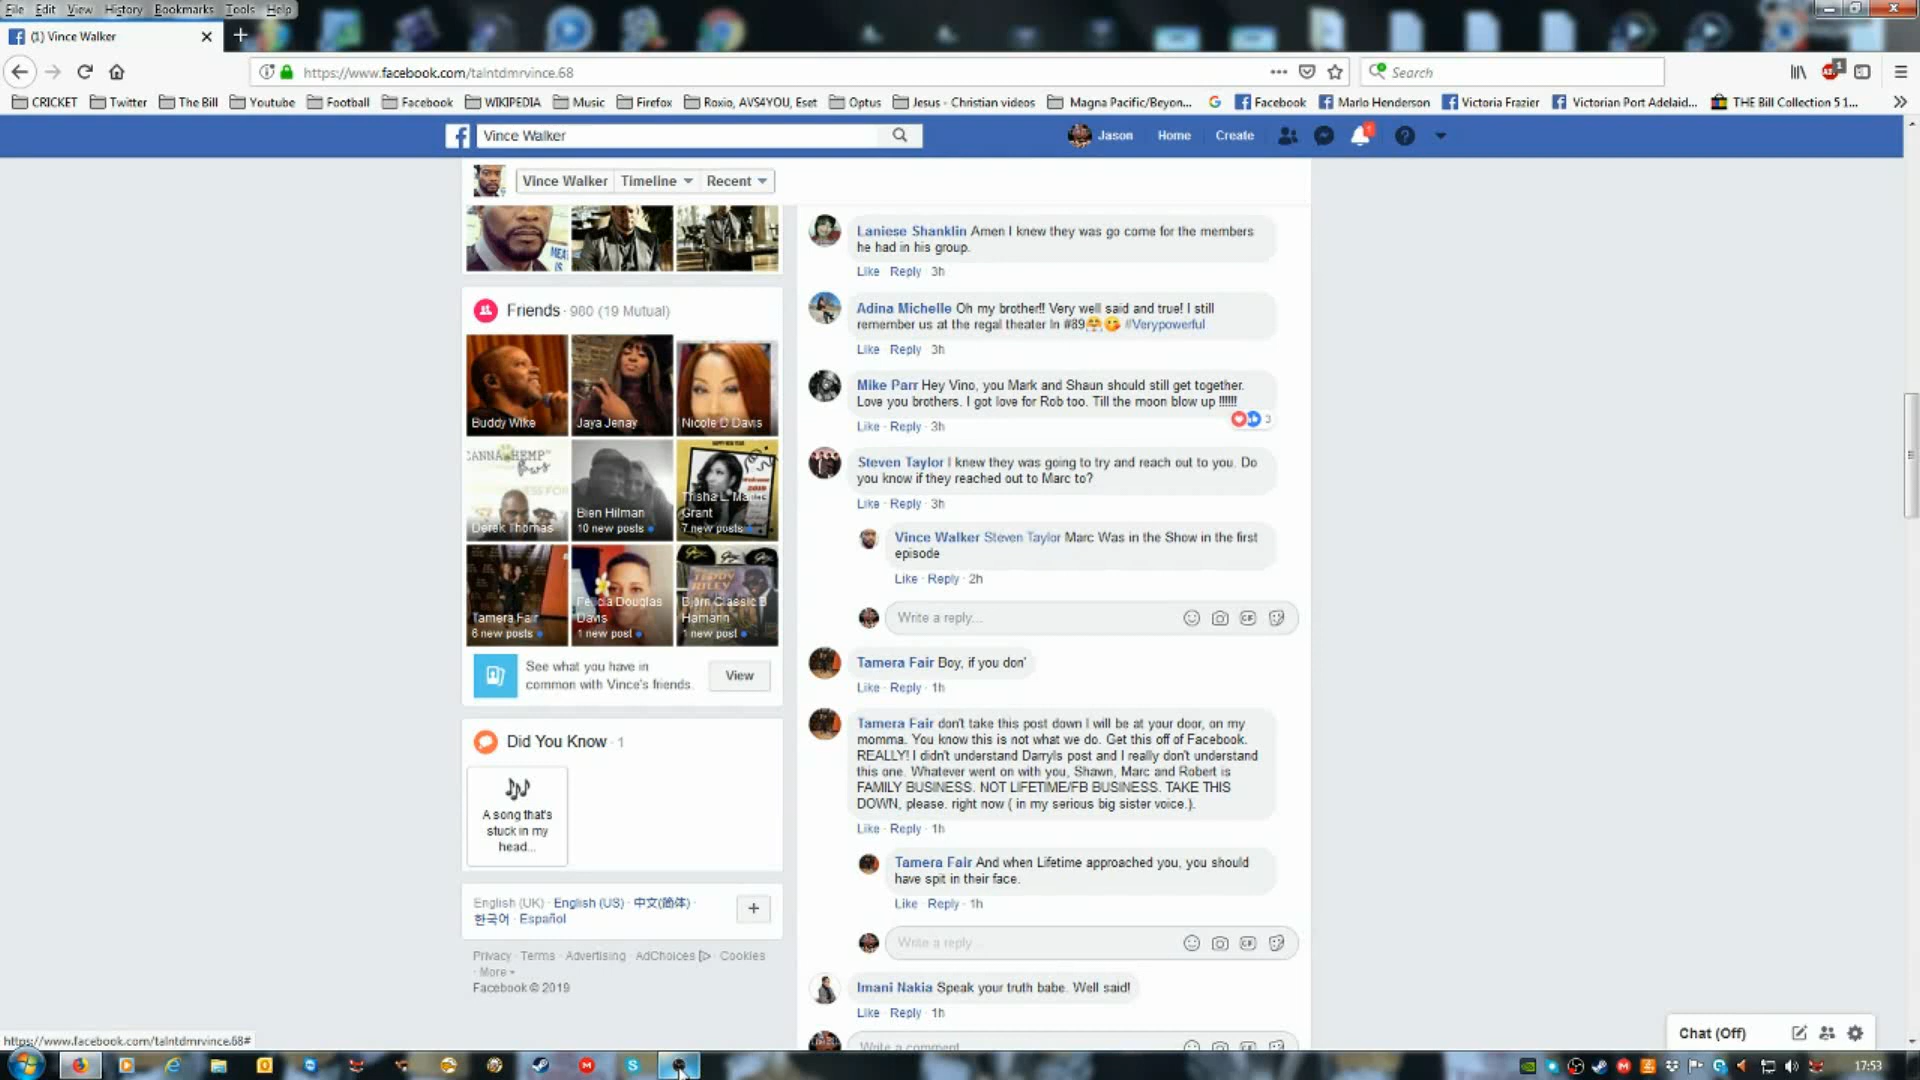 File Edit View History Bookmarks Tools Help
(1) Vince Walker
https://www.facebook.com/talntdmrvince.68
Search
CRICKET Twitter The Bill Youtube Football Facebook WIKIPEDIA Music Firefox Roxio, AVS4YOU, Eset Optus Jesus - Christian videos Magna Pacific/Beyon... Facebook Marlo Henderson Victoria Frazier Victorian Port Adelaid... THE Bill Collection 5 1...
Vince Walker
Jason Home Create
Vince Walker Timeline Recent
Friends · 980 (19 Mutual)
Buddy Wike Jaya Jenay Nicole D Davis
Derek Thomas
Bien Hilman
10 new posts
Grant
7 new posts
Tamera Fair
6 new posts
Felicia Douglas
Davis
1 new post
Bjorn Classic B
Hamann
1 new post
See what you have in
common with Vince's friends.
View
Did You Know · 1
A song that's
stuck in my
head...
English (UK) · English (US) · 中文(简体) ·
한국어 · Español
Privacy · Terms · Advertising · AdChoices · Cookies
· More
Facebook © 2019
Laniese Shanklin Amen I knew they was go come for the members
he had in his group.
Like · Reply · 3h
Adina Michelle Oh my brother!! Very well said and true! I still
remember us at the regal theater In #89🤗😘 #Verypowerful
Like · Reply · 3h
Mike Parr Hey Vino, you Mark and Shaun should still get together.
Love you brothers. I got love for Rob too. Till the moon blow up !!!!!!
3
Like · Reply · 3h
Steven Taylor I knew they was going to try and reach out to you. Do
you know if they reached out to Marc to?
Like · Reply · 3h
Vince Walker Steven Taylor Marc Was in the Show in the first
episode
Like · Reply · 2h
Write a reply...
Tamera Fair Boy, if you don'
Like · Reply · 1h
Tamera Fair don't take this post down I will be at your door, on my
momma. You know this is not what we do. Get this off of Facebook.
REALLY! I didn't understand Darryls post and I really don't understand
this one. Whatever went on with you, Shawn, Marc and Robert is
FAMILY BUSINESS. NOT LIFETIME/FB BUSINESS. TAKE THIS
DOWN, please. right now ( in my serious big sister voice.).
Like · Reply · 1h
Tamera Fair And when Lifetime approached you, you should
have spit in their face.
Like · Reply · 1h
Write a reply...
Imani Nakia Speak your truth babe. Well said!
Like · Reply · 1h
Write a comment...
Chat (Off)
https://www.facebook.com/talntdmrvince.68#
17:53